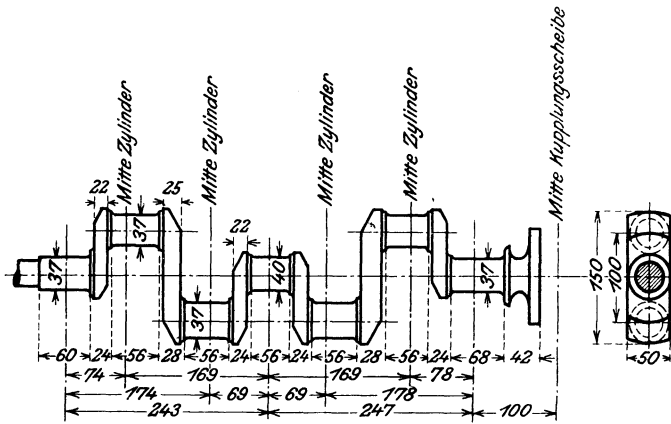 Mitte Zylinder
Mitte Zylinder
Mitte Zylinder
Mitte Zylinder
Mitte Kupplungsscheibe
22
25
22
37
37
37
40
37
150
100
50
60 24 56 28 56 24 56 24 56 28 56 24 68 42
74 169 169 78
174 69 69 178
243 247 100